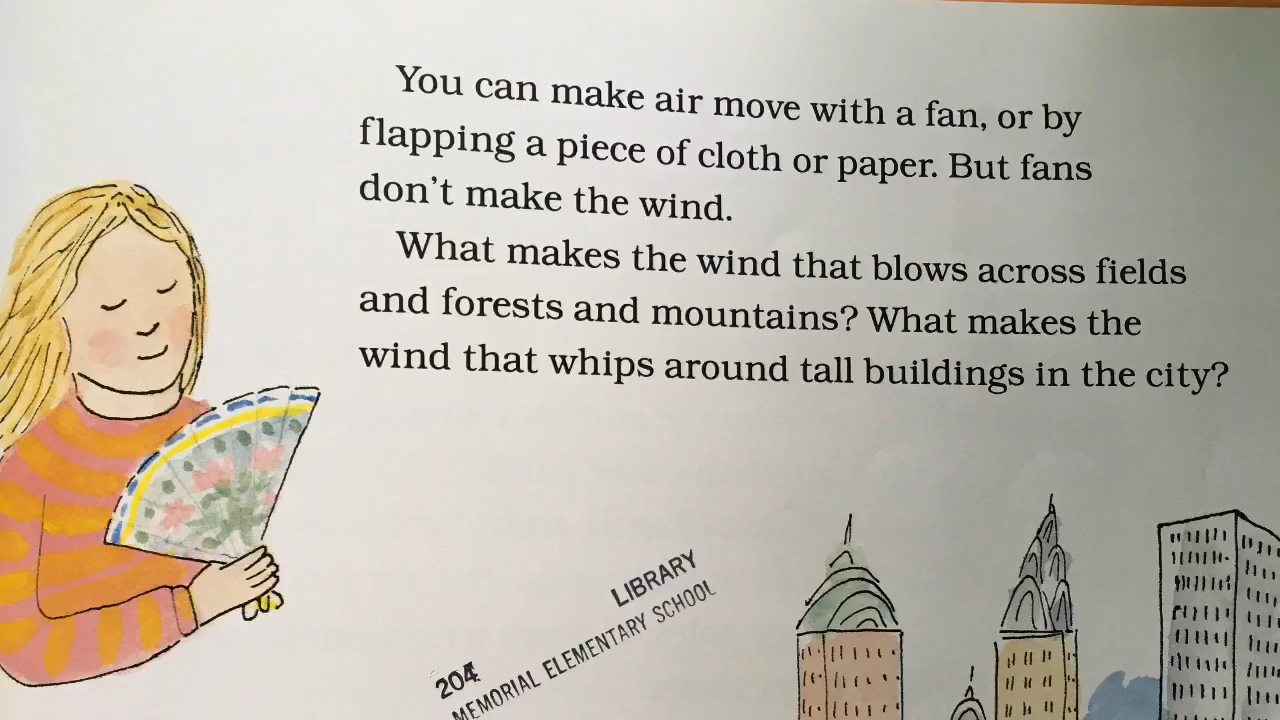 You can make air move with a fan, or by
flapping a piece of cloth or paper. But fans
don't make the wind.
What makes the wind that blows across fields
and forests and mountains? What makes the
wind that whips around tall buildings in the city?
LIBRARY
204 MEMORIAL ELEMENTARY SCHOOL